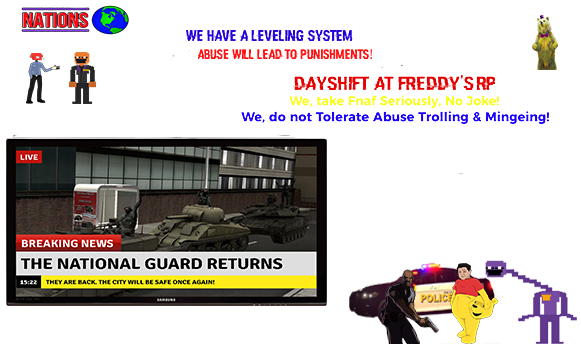 NATIONS
WE HAVE A LEVELING SYSTEM
ABUSE WILL LEAD TO PUNISHMENTS!
DAYSHIFT AT FREDDY'S RP
We, take Fnaf Seriously. No Joke!
We, do not Tolerate Abuse Trolling & Mingeing!
LIVE
BREAKING NEWS
THE NATIONAL GUARD RETURNS
15:22 THEY ARE BACK. THE CITY WILL BE SAFE ONCE AGAIN!
SAMSUNG
POLICE